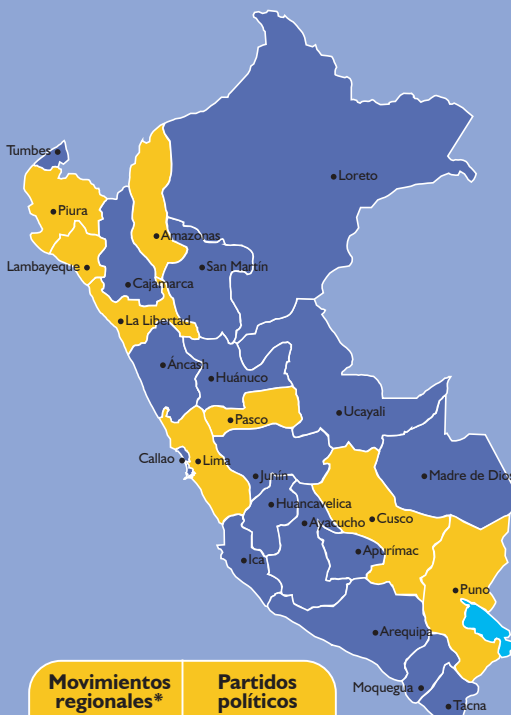 Tumbes
Loreto
Piura
Amazonas
Lambayeque
San Martín
Cajamarca
La Libertad
Áncash
Huánuco
Ucayali
Pasco
Callao
Lima
Junín
Madre de Dios
Huancavelica
Ayacucho
Cusco
Ica
Apurímac
Puno
Arequipa
Moquegua
Tacna
Movimientos
regionales*
Partidos
políticos